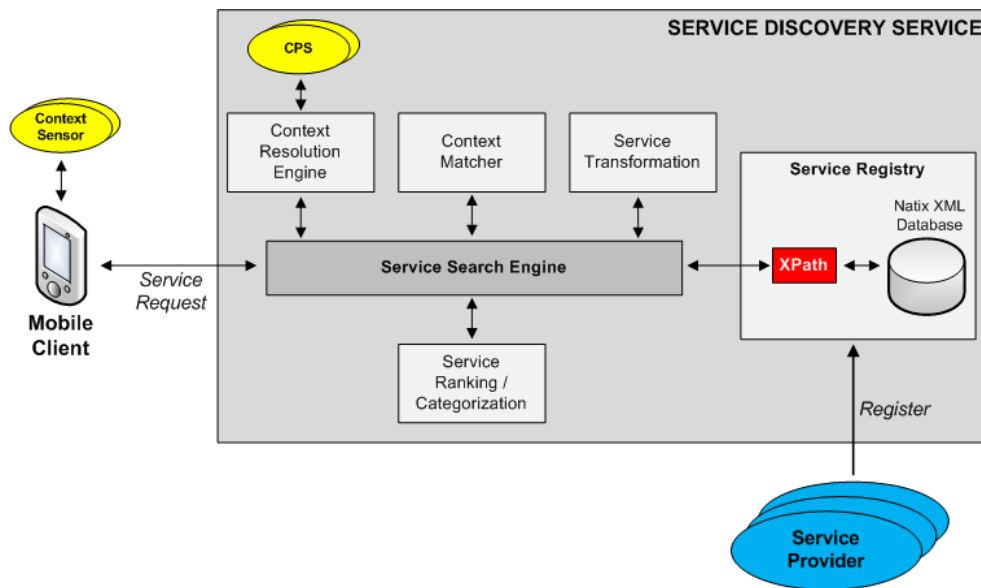 SERVICE DISCOVERY SERVICE
CPS
Context
Sensor
Context
Resolution
Engine
Context
Matcher
Service
Transformation
Service Registry
Natix XML
Database
XPath
Service Search Engine
Service
Request
Mobile
Client
Service
Ranking /
Categorization
Register
Service
Provider